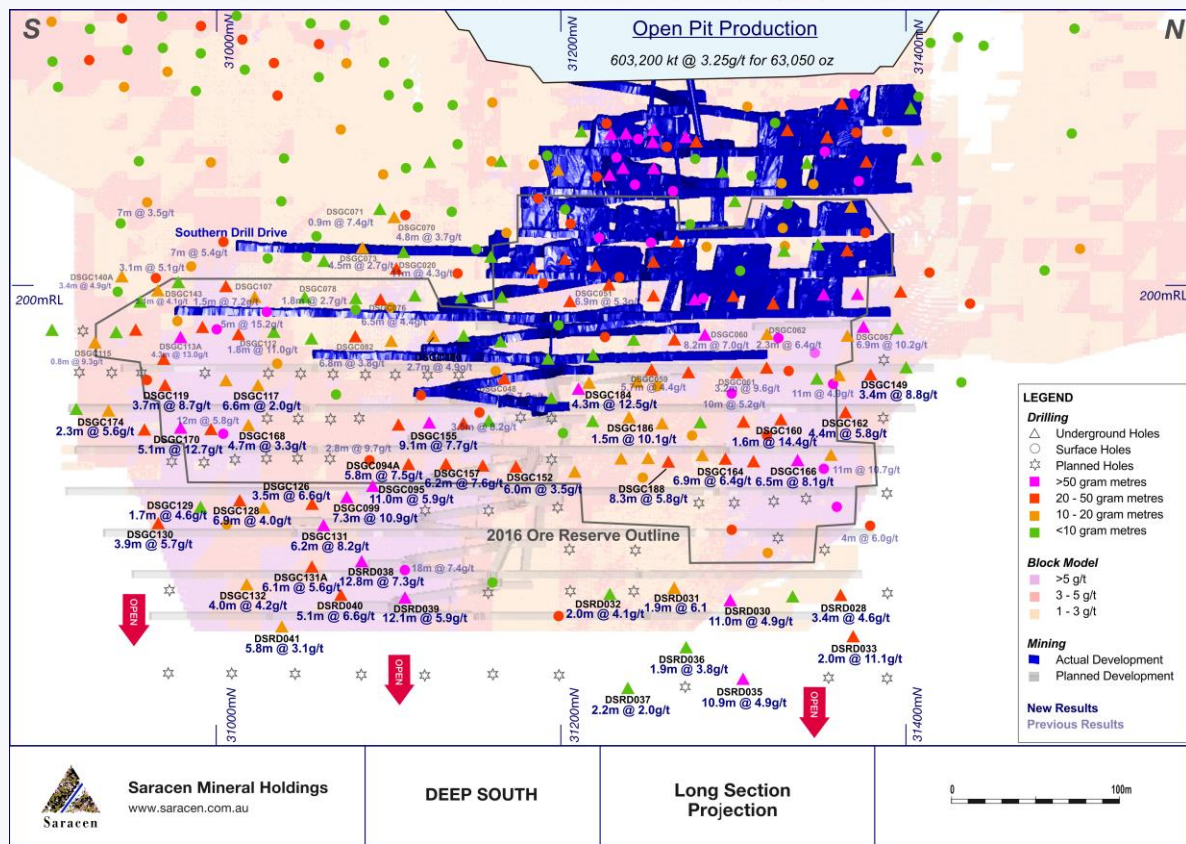 S
N
31000mN
31200mN
31400mN
Open Pit Production
603,200 kt @ 3.25g/t for 63,050 oz
7m @ 3.5g/t
DSGC071
0.9m @ 7.4g/t
DSGC070
4.8m @ 3.7g/t
Southern Drill Drive
7m @ 5.4g/t
DSGC073
4.5m @ 2.7g/t
DSGC020
@ 4.3g/t
DSGC140A
3.4m @ 4.9g/t
3.1m @ 5.1g/t
200mRL
200mRL
DSGC143
@ 4.1g/t
DSGC107
1.5m @ 7.2g/t
DSGC078
1.8m @ 2.7g/t
6.5m @ 4.4g/t
DSGC051
6.9m @ 5.3g/t
5m @ 15.2g/t
DSGC115
0.8m @ 9.3g/t
DSGC113A
4.3m @ 13.0g/t
DSGC112
1.8m @ 11.0g/t
DSGC082
6.8m @ 3.8g/t
2.7m @ 4.9g/t
DSGC060
8.2m @ 7.0g/t
DSGC062
2.3m @ 6.4g/t
DSGC067
6.9m @ 10.2g/t
DSGC119
3.7m @ 8.7g/t
DSGC117
6.6m @ 2.0g/t
DSGC048
DSGC184
4.3m @ 12.5g/t
DSGC059
5.7m @ 4.4g/t
DSGC061
3.2m @ 9.6g/t
10m @ 5.2g/t
11m @ 4.9g/t
DSGC149
3.4m @ 8.8g/t
DSGC174
2.3m @ 5.6g/t
12m @ 5.8g/t
DSGC170
5.1m @ 12.7g/t
DSGC168
4.7m @ 3.3g/t
DSGC155
9.1m @ 7.7g/t
DSGC186
1.5m @ 10.1g/t
DSGC160
1.6m @ 14.4g/t
DSGC162
4.4m @ 5.8g/t
2.8m @ 9.7g/t
DSGC094A
5.8m @ 7.5g/t
DSGC157
6.2m @ 7.6g/t
DSGC152
6.0m @ 3.5g/t
DSGC188
8.3m @ 5.8g/t
DSGC164
6.9m @ 6.4g/t
DSGC166
6.5m @ 8.1g/t
11m @ 10.7g/t
DSGC126
3.5m @ 6.6g/t
DSGC095
11.0m @ 5.9g/t
DSGC129
1.7m @ 4.6g/t
DSGC128
6.9m @ 4.0g/t
DSGC099
7.3m @ 10.9g/t
DSGC130
3.9m @ 5.7g/t
DSGC131
6.2m @ 8.2g/t
2016 Ore Reserve Outline
4m @ 6.0g/t
DSGC131A
6.1m @ 5.6g/t
DSRD038
12.8m @ 7.3g/t
18m @ 7.4g/t
DSGC132
4.0m @ 4.2g/t
DSRD040
5.1m @ 6.6g/t
DSRD039
12.1m @ 5.9g/t
DSRD032
2.0m @ 4.1g/t
DSRD031
1.9m @ 6.1
DSRD030
11.0m @ 4.9g/t
DSRD028
3.4m @ 4.6g/t
DSRD041
5.8m @ 3.1g/t
DSRD033
2.0m @ 11.1g/t
DSRD036
1.9m @ 3.8g/t
DSRD037
2.2m @ 2.0g/t
DSRD035
10.9m @ 4.9g/t
OPEN
OPEN
OPEN
31000mN
31200mN
31400mN
LEGEND
Drilling
Underground Holes
Surface Holes
Planned Holes
>50 gram metres
20 - 50 gram metres
10 - 20 gram metres
<10 gram metres
Block Model
>5 g/t
3 - 5 g/t
1 - 3 g/t
Mining
Actual Development
Planned Development
New Results
Previous Results
Saracen
Saracen Mineral Holdings
www.saracen.com.au
DEEP SOUTH
Long Section
Projection
0
100m